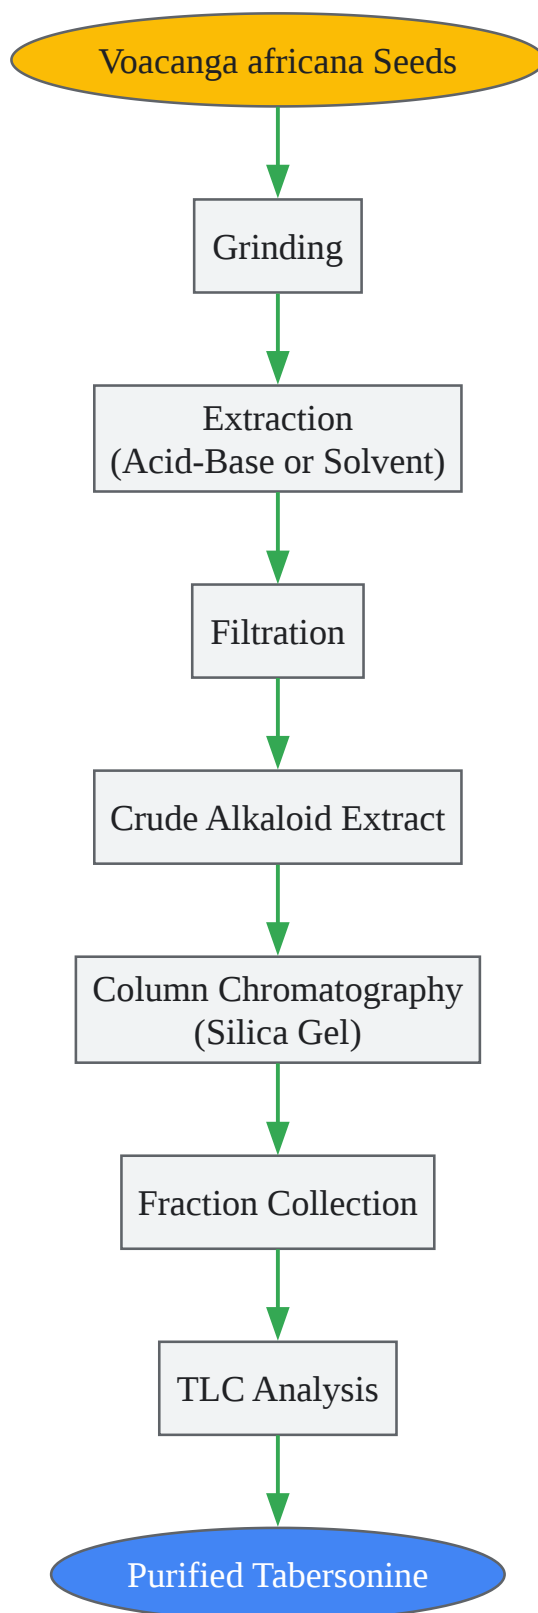 Voacanga africana Seeds
Grinding
Extraction
(Acid-Base or Solvent)
Filtration
Crude Alkaloid Extract
Column Chromatography
(Silica Gel)
Fraction Collection
TLC Analysis
Purified Tabersonine